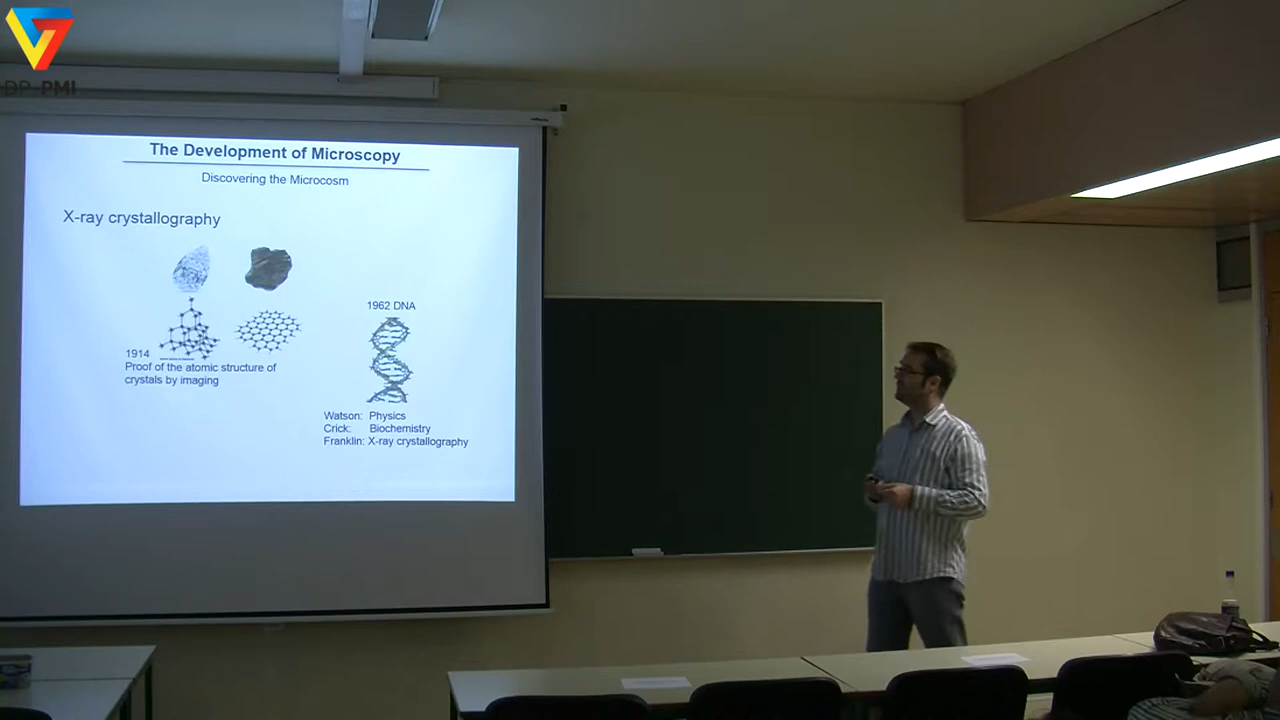 DP-PMI
The Development of Microscopy
Discovering the Microcosm
X-ray crystallography
1962 DNA
1914
Proof of the atomic structure of
crystals by imaging
Watson: Physics
Crick: Biochemistry
Franklin: X-ray crystallography